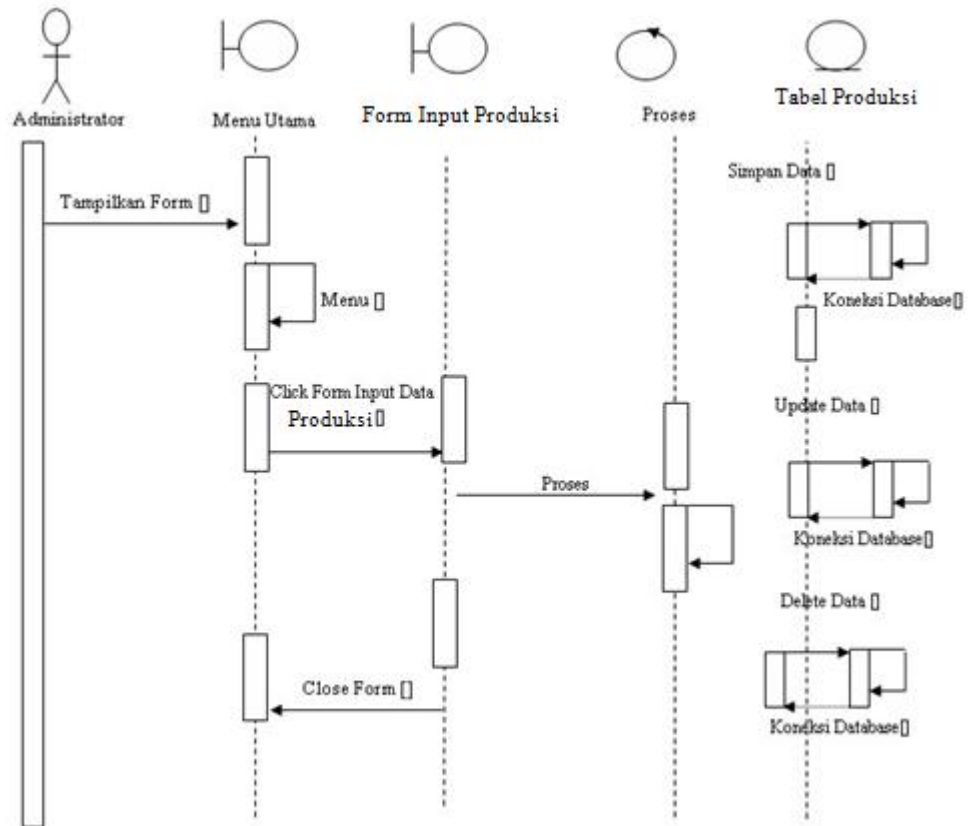 Administrator
Menu Utama
Form Input Produksi
Proses
Tabel Produksi
Simpan Data []
Tampilkan Form []
Menu []
Koneksi Database[]
Click Form Input Data
Produksi[]
Update Data []
Proses
Koneksi Database[]
Delete Data []
Close Form []
Koneksi Database[]